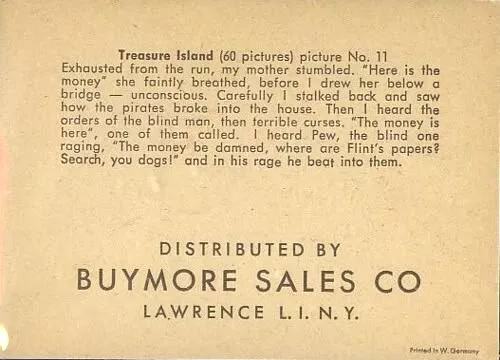 Treasure Island (60 pictures) picture No. 11
Exhausted from the run, my mother stumbled. "Here is the
money" she faintly breathed, before I drew her below a
bridge — unconscious. Carefully I stalked back and saw
how the pirates broke into the house. Then I heard the
orders of the blind man, then terrible curses. "The money is
here", one of them called. I heard Pew, the blind one
raging, "The money be damned, where are Flint's papers?
Search, you dogs!" and in his rage he beat into them.
DISTRIBUTED BY
BUYMORE SALES CO
LAWRENCE L. I. N. Y.
Printed in W. Germany